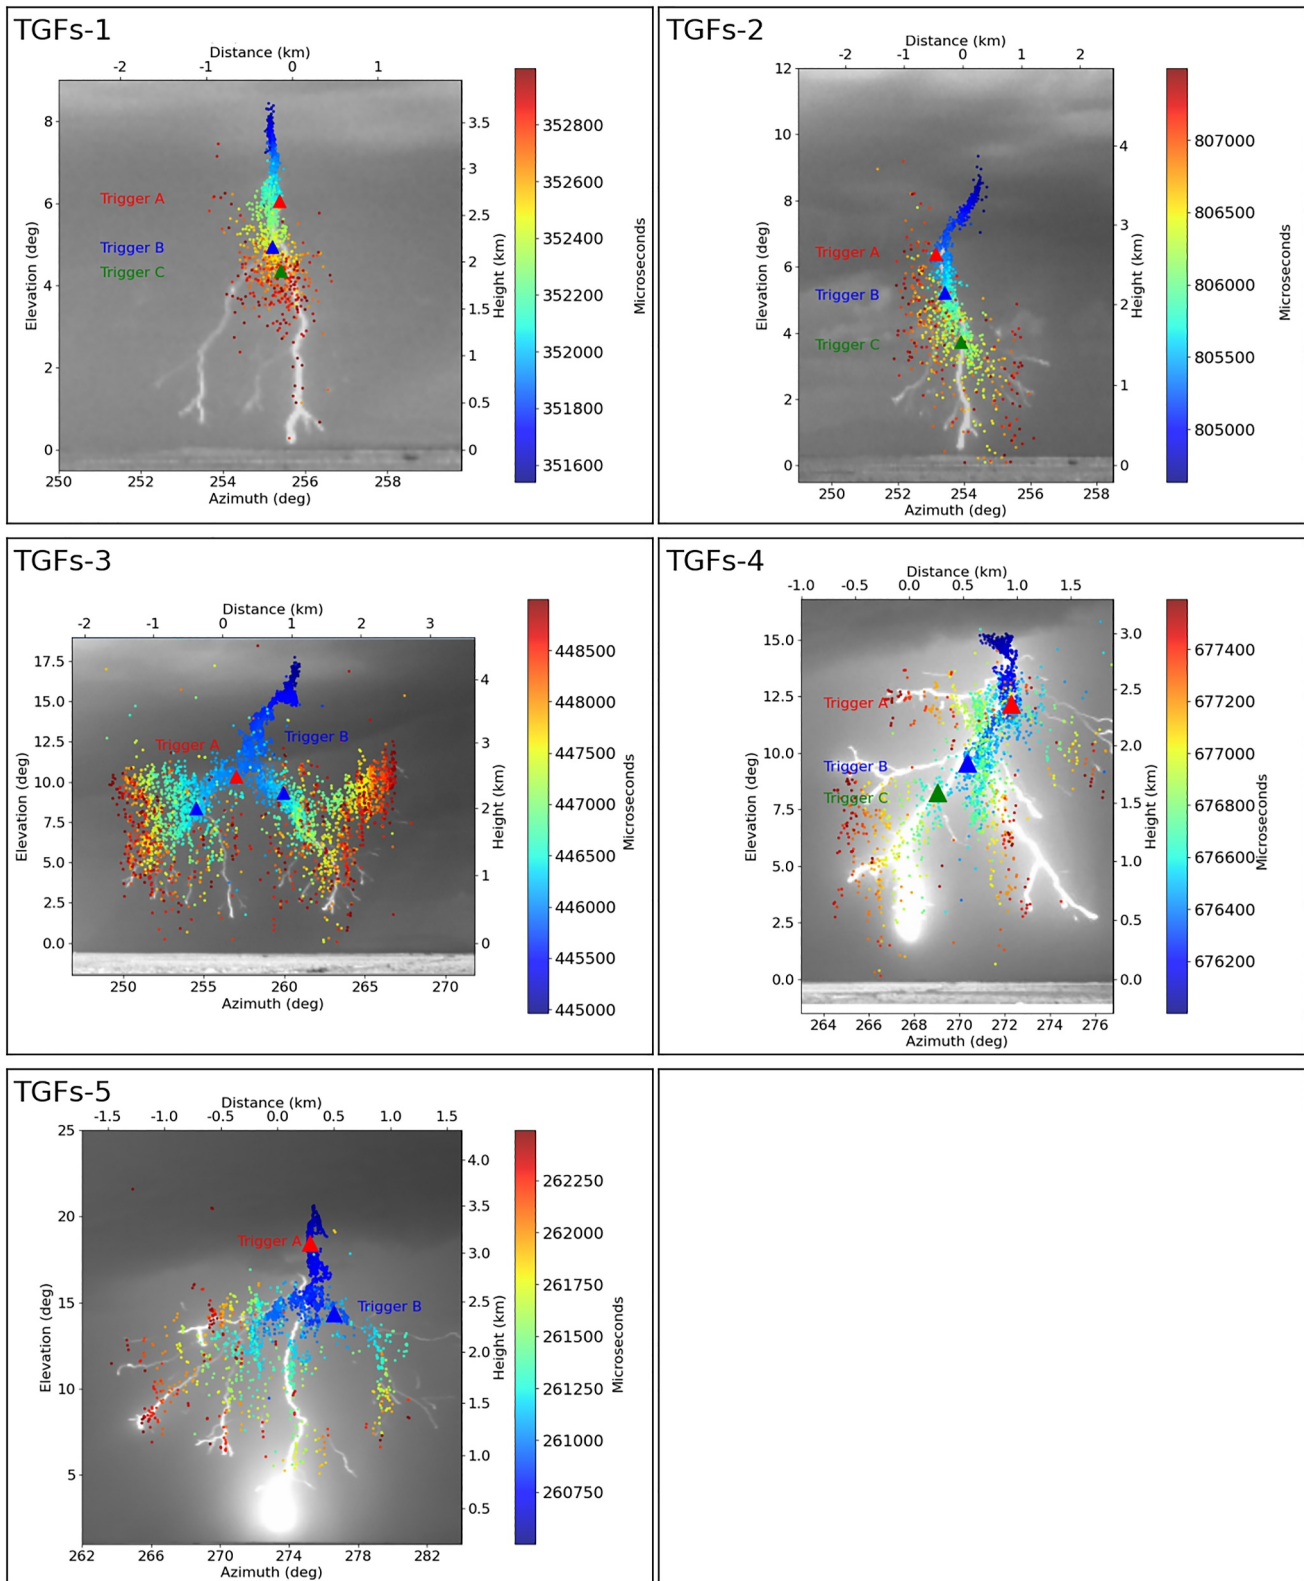 TGFs-1
Distance (km)
-2 -1 0 1
8
6
4
2
0
Elevation (deg)
Trigger A
Trigger B
Trigger C
3.5
3
2.5
2
1.5
1
0.5
0
Height (km)
250 252 254 256 258
Azimuth (deg)
352800
352600
352400
352200
352000
351800
351600
Microseconds
TGFs-2
Distance (km)
-2 -1 0 1 2
12
10
8
6
4
2
0
Elevation (deg)
Trigger A
Trigger B
Trigger C
4
3
2
1
0
Height (km)
250 252 254 256 258
Azimuth (deg)
807000
806500
806000
805500
805000
Microseconds
TGFs-3
Distance (km)
-2 -1 0 1 2 3
17.5
15.0
12.5
10.0
7.5
5.0
2.5
0.0
Elevation (deg)
Trigger A
Trigger B
4
3
2
1
0
Height (km)
250 255 260 265 270
Azimuth (deg)
448500
448000
447500
447000
446500
446000
445500
445000
Microseconds
TGFs-4
Distance (km)
-1.0 -0.5 0.0 0.5 1.0 1.5
15.0
12.5
10.0
7.5
5.0
2.5
0.0
Elevation (deg)
Trigger A
Trigger B
Trigger C
3.0
2.5
2.0
1.5
1.0
0.5
0.0
Height (km)
264 266 268 270 272 274 276
Azimuth (deg)
677400
677200
677000
676800
676600
676400
676200
Microseconds
TGFs-5
Distance (km)
-1.5 -1.0 -0.5 0.0 0.5 1.0 1.5
25
20
15
10
5
Elevation (deg)
Trigger A
Trigger B
4.0
3.5
3.0
2.5
2.0
1.5
1.0
0.5
Height (km)
262 266 270 274 278 282
Azimuth (deg)
262250
262000
261750
261500
261250
261000
260750
Microseconds